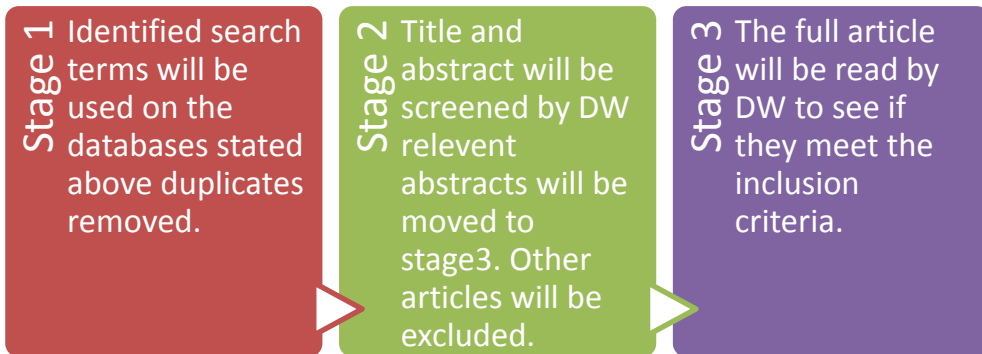 Stage 1
Identified search
terms will be
used on the
databases stated
above duplicates
removed.
Stage 2
Title and
abstract will be
screened by DW
relevent
abstracts will be
moved to
stage3. Other
articles will be
excluded.
Stage 3
The full article
will be read by
DW to see if
they meet the
inclusion
criteria.